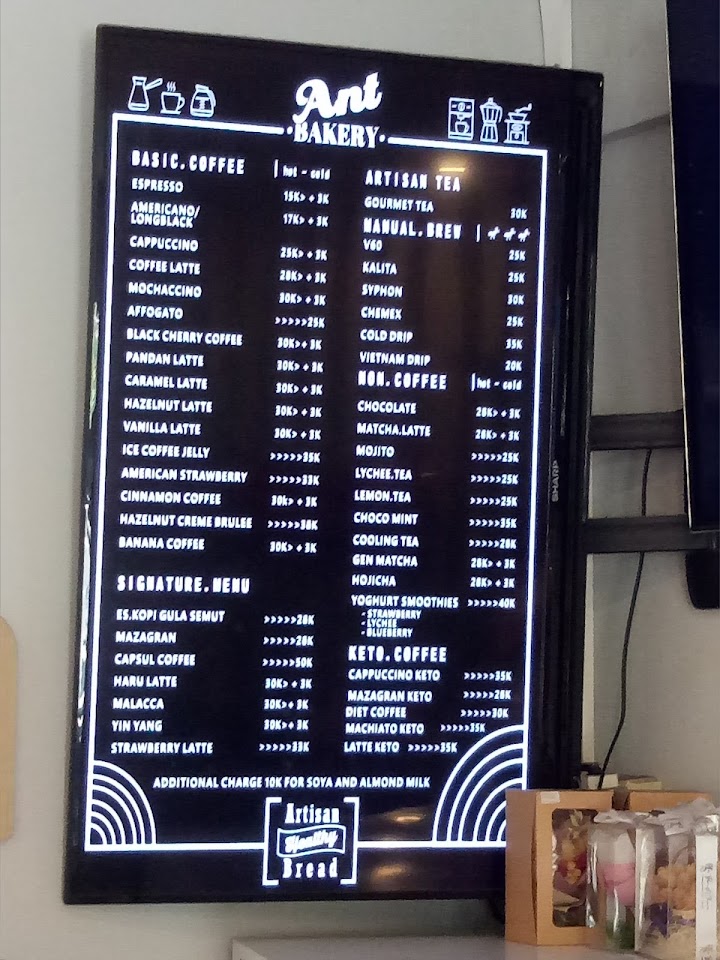 Ant
BAKERY
BASIC.COFFEE | hot - cold
ESPRESSO 15K> + 3K
AMERICANO/
LONGBLACK 17K> + 3K
CAPPUCCINO 25K> + 3K
COFFEE LATTE 28K> + 3K
MOCHACCINO 30K> + 3K
AFFOGATO >>>>>25K
BLACK CHERRY COFFEE 30K> + 3K
PANDAN LATTE 30K> + 3K
CARAMEL LATTE 30K> + 3K
HAZELNUT LATTE 30K> + 3K
VANILLA LATTE 30K> + 3K
ICE COFFEE JELLY >>>>>35K
AMERICAN STRAWBERRY >>>>>33K
CINNAMON COFFEE 30k> + 3K
HAZELNUT CREME BRULEE >>>>>38K
BANANA COFFEE 30K> + 3K
SIGNATURE.MENU
ES.KOPI GULA SEMUT >>>>>28K
MAZAGRAN >>>>>28K
CAPSUL COFFEE >>>>>50K
HARU LATTE 30K> + 3K
MALACCA 30K> + 3K
YIN YANG 30K> + 3K
STRAWBERRY LATTE >>>>>33K
ARTISAN TEA
GOURMET TEA 30K
MANUAL.BREW |
V60 25K
KALITA 25K
SYPHON 30K
CHEMEX 25K
COLD DRIP 35K
VIETNAM DRIP 20K
NON.COFFEE | hot - cold
CHOCOLATE 28K> + 3K
MATCHA.LATTE 28K> + 3K
MOJITO >>>>>25K
LYCHEE.TEA >>>>>25K
LEMON.TEA >>>>>25K
CHOCO MINT >>>>>35K
COOLING TEA >>>>>28K
GEN MATCHA 28K> + 3K
HOJICHA 28K> + 3K
YOGHURT SMOOTHIES >>>>>40K
- STRAWBERRY
- LYCHEE
- BLUEBERRY
KETO.COFFEE
CAPPUCCINO KETO >>>>>35K
MAZAGRAN KETO >>>>>28K
DIET COFFEE >>>>>30K
MACHIATO KETO >>>>>35K
LATTE KETO >>>>>35K
ADDITIONAL CHARGE 10K FOR SOYA AND ALMOND MILK
Artisan
Healthy
Bread
SHARP